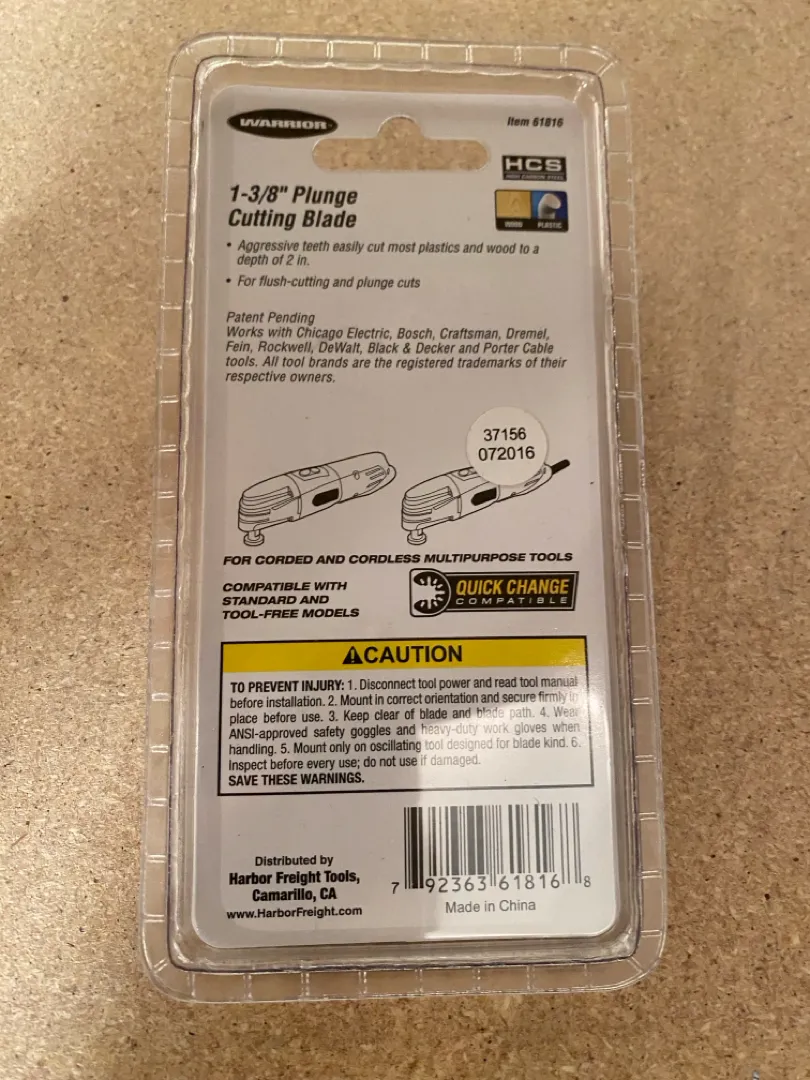 WARRIOR
Item 61816
HCS
HIGH CARBON STEEL
1-3/8" Plunge
Cutting Blade
WOOD PLASTIC
• Aggressive teeth easily cut most plastics and wood to a
depth of 2 in.
• For flush-cutting and plunge cuts
Patent Pending
Works with Chicago Electric, Bosch, Craftsman, Dremel,
Fein, Rockwell, DeWalt, Black & Decker and Porter Cable
tools. All tool brands are the registered trademarks of their
respective owners.
37156
072016
FOR CORDED AND CORDLESS MULTIPURPOSE TOOLS
COMPATIBLE WITH
STANDARD AND
TOOL-FREE MODELS
QUICK CHANGE
COMPATIBLE
⚠CAUTION
TO PREVENT INJURY: 1. Disconnect tool power and read tool manual
before installation. 2. Mount in correct orientation and secure firmly in
place before use. 3. Keep clear of blade and blade path. 4. Wear
ANSI-approved safety goggles and heavy-duty work gloves when
handling. 5. Mount only on oscillating tool designed for blade kind. 6.
Inspect before every use; do not use if damaged.
SAVE THESE WARNINGS.
Distributed by
Harbor Freight Tools,
Camarillo, CA
www.HarborFreight.com
7 92363 61816 8
Made in China